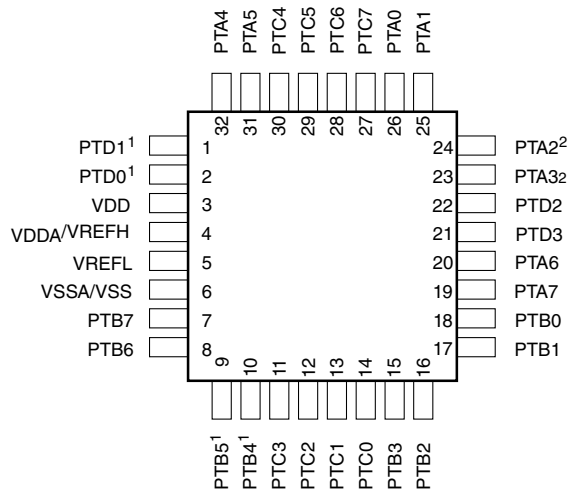 PTA4
PTA5
PTC4
PTC5
PTC6
PTC7
PTA0
PTA1
32
31
30
29
28
27
26
25
PTD1¹ 1
PTD0¹ 2
VDD 3
VDDA/VREFH 4
VREFL 5
VSSA/VSS 6
PTB7 7
PTB6 8
24 PTA2²
23 PTA32
22 PTD2
21 PTD3
20 PTA6
19 PTA7
18 PTB0
17 PTB1
9
10
11
12
13
14
15
16
PTB5¹
PTB4¹
PTC3
PTC2
PTC1
PTC0
PTB3
PTB2